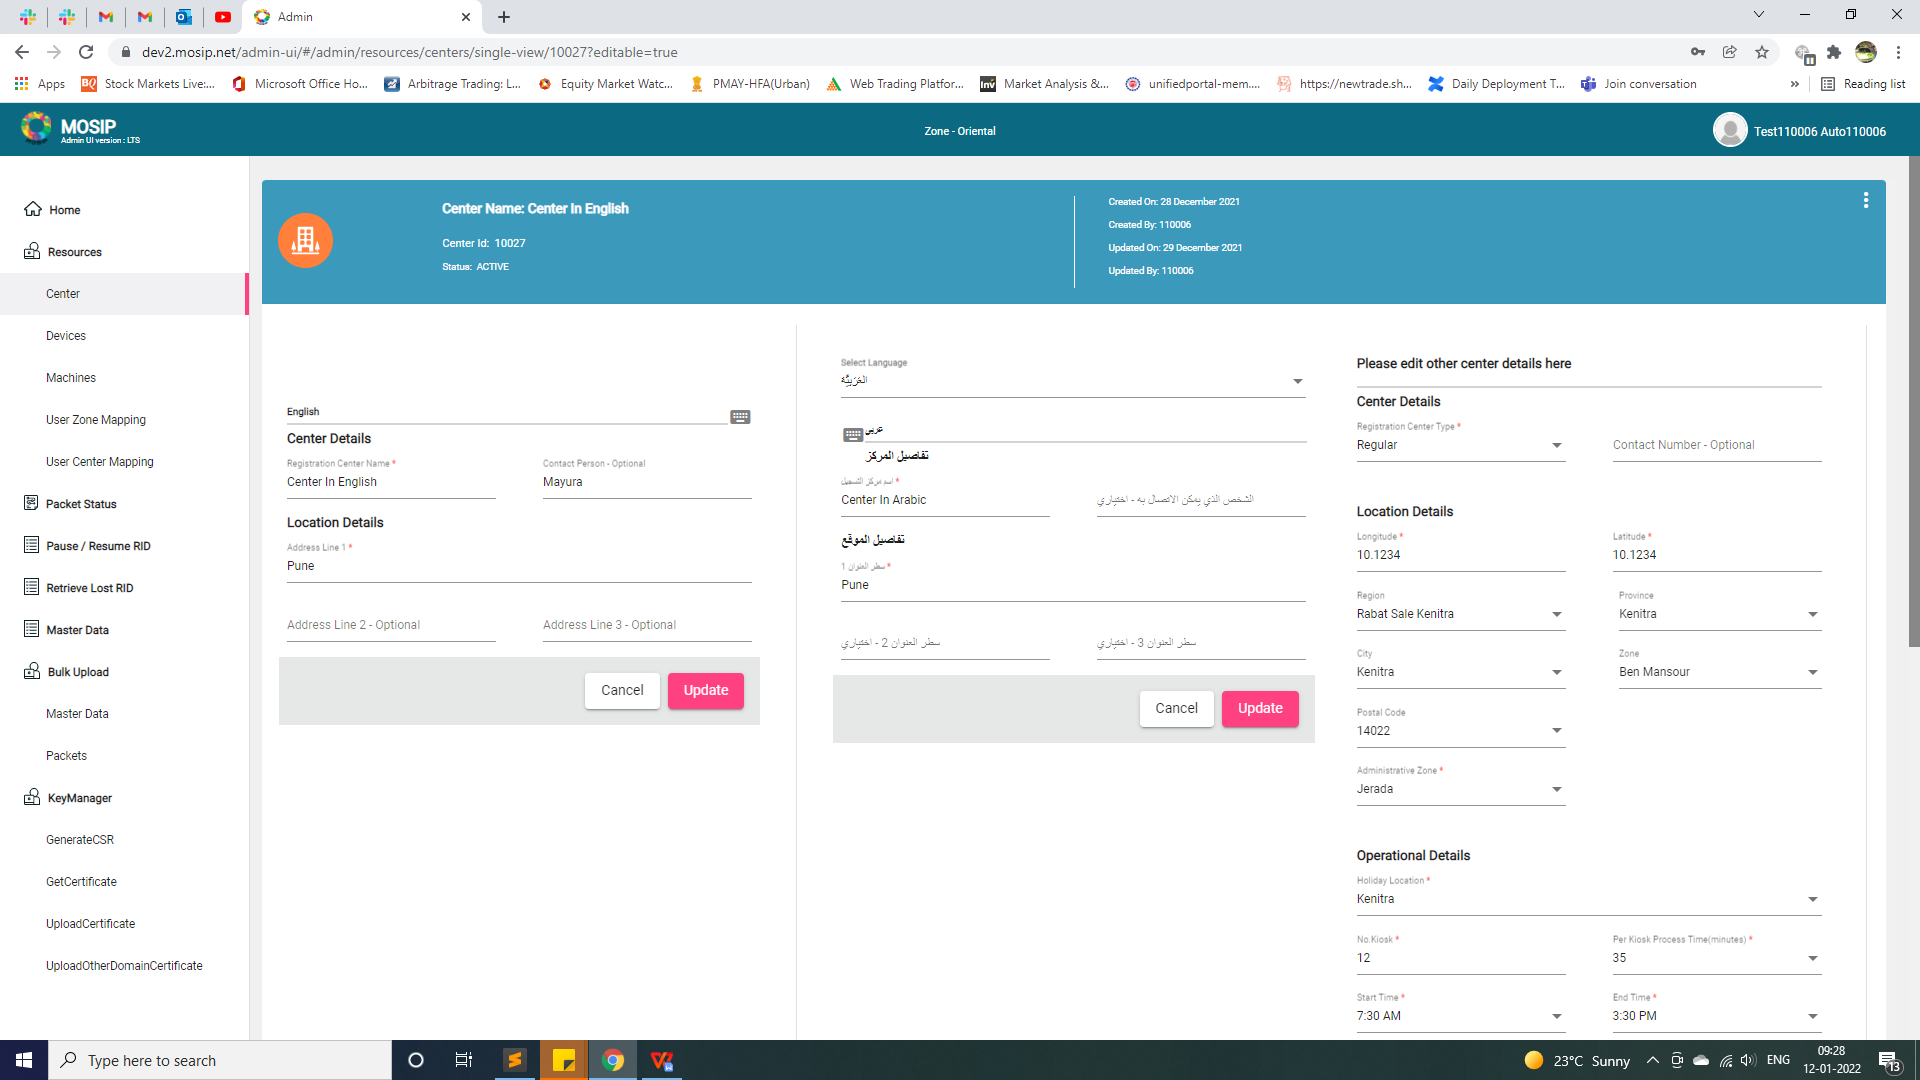 Admin
dev2.mosip.net/admin-ui/#/admin/resources/centers/single-view/10027?editable=true
Apps
Stock Markets Live:...
Microsoft Office Ho...
Arbitrage Trading: L...
Equity Market Watc...
PMAY-HFA(Urban)
Web Trading Platfor...
Market Analysis &...
unifiedportal-mem....
https://newtrade.sh...
Daily Deployment T...
Join conversation
»
Reading list
MOSIP
Admin UI version : LTS
Zone - Oriental
Test110006 Auto110006
Home
Resources
Center
Devices
Machines
User Zone Mapping
User Center Mapping
Packet Status
Pause / Resume RID
Retrieve Lost RID
Master Data
Bulk Upload
Master Data
Packets
KeyManager
GenerateCSR
GetCertificate
UploadCertificate
UploadOtherDomainCertificate
Center Name: Center In English
Center Id: 10027
Status: ACTIVE
Created On: 28 December 2021
Created By: 110006
Updated On: 29 December 2021
Updated By: 110006
English
Center Details
Registration Center Name *
Center In English
Contact Person - Optional
Mayura
Location Details
Address Line 1 *
Pune
Address Line 2 - Optional
Address Line 3 - Optional
Cancel
Update
Select Language
العَرَبِيَّة
عربى
تفاصيل المركز
اسم مركز التسجيل *
Center In Arabic
الشخص الذي يمكن الاتصال به - اختياري
تفاصيل الموقع
سطر العنوان 1 *
Pune
سطر العنوان 2 - اختياري
سطر العنوان 3 - اختياري
Cancel
Update
Please edit other center details here
Center Details
Registration Center Type *
Regular
Contact Number - Optional
Location Details
Longitude *
10.1234
Latitude *
10.1234
Region
Rabat Sale Kenitra
Province
Kenitra
City
Kenitra
Zone
Ben Mansour
Postal Code
14022
Administrative Zone *
Jerada
Operational Details
Holiday Location *
Kenitra
No.Kiosk *
12
Per Kiosk Process Time(minutes) *
35
Start Time *
7:30 AM
End Time *
3:30 PM
Type here to search
23°C Sunny
ENG
09:28
12-01-2022
13